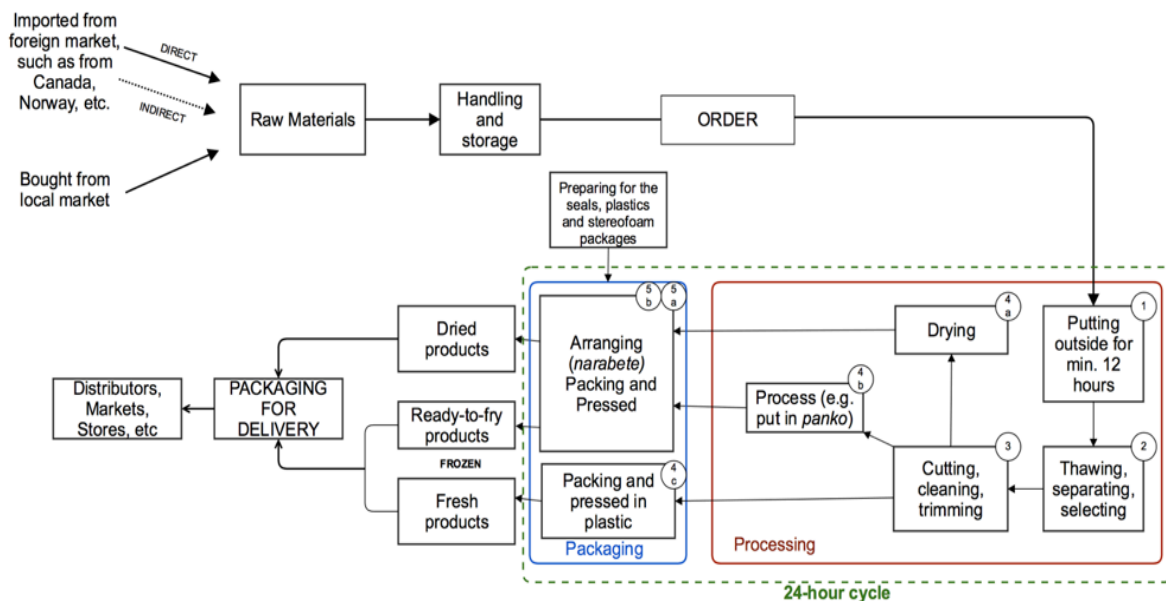 Imported from
foreign market,
such as from
Canada,
Norway, etc.
DIRECT
INDIRECT
Bought from
local market
Raw Materials
Handling
and
storage
ORDER
Preparing for the
seals, plastics
and stereofoam
packages
5
b
5
a
Arranging
(narabete)
Packing and
Pressed
4
c
Packing and
pressed in
plastic
Packaging
4
a
Drying
4
b
Process (e.g.
put in panko)
3
Cutting,
cleaning,
trimming
1
Putting
outside for
min. 12
hours
2
Thawing,
separating,
selecting
Processing
24-hour cycle
Dried
products
Ready-to-fry
products
FROZEN
Fresh
products
PACKAGING
FOR
DELIVERY
Distributors,
Markets,
Stores, etc